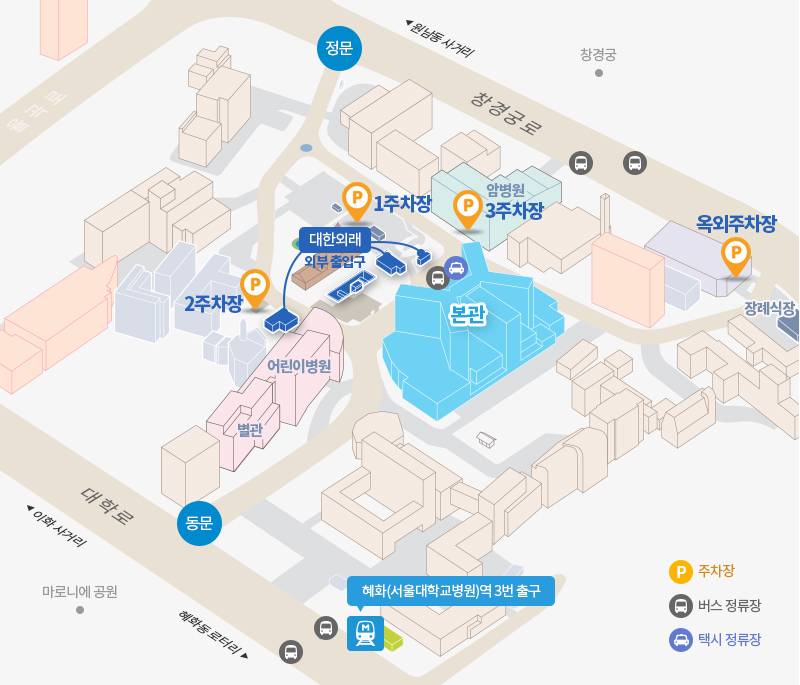 원남동 사거리
정문
창경궁
율곡로
창경궁로
암병원
P
1주차장
P
3주차장
옥외주차장
P
대한외래
외부 출입구
P
2주차장
본관
장례식장
어린이병원
별관
대학로
이화 사거리
동문
마로니에 공원
혜화동 로터리
혜화(서울대학교병원)역 3번 출구
M
P 주차장
버스 정류장
택시 정류장